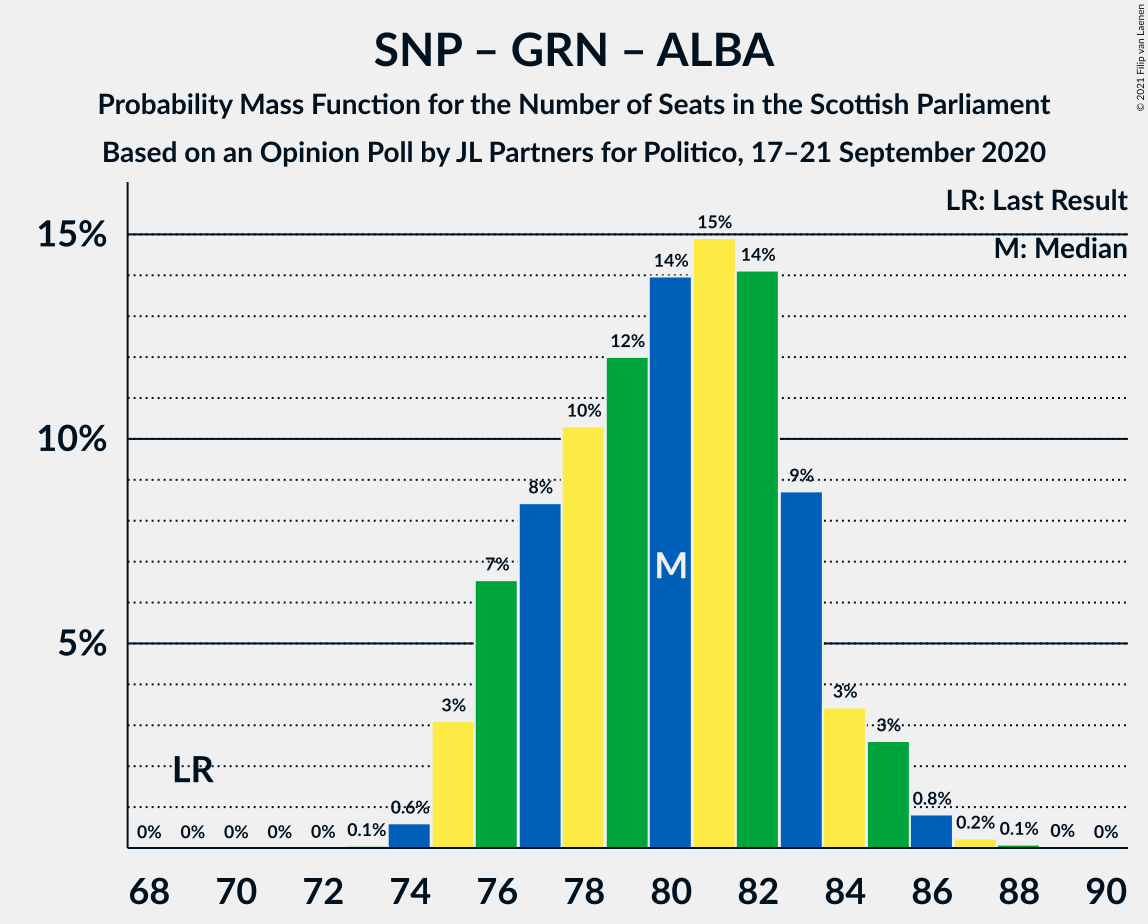 SNP – GRN – ALBA
Probability Mass Function for the Number of Seats in the Scottish Parliament
Based on an Opinion Poll by JL Partners for Politico, 17–21 September 2020
© 2021 Filip van Laenen
LR: Last Result
M: Median
15%
10%
5%
0%
0%
0%
0%
0%
0.1%
0.6%
3%
7%
8%
10%
12%
14%
15%
14%
9%
3%
3%
0.8%
0.2%
0.1%
0%
0%
LR
M
68 70 72 74 76 78 80 82 84 86 88 90